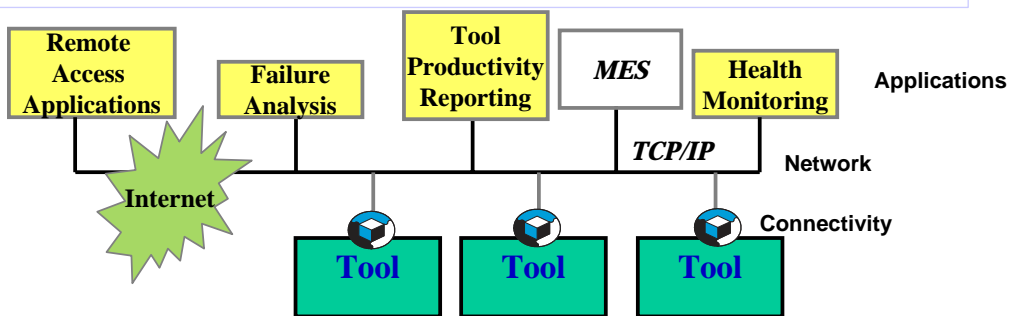 Remote
Access
Applications
Failure
Analysis
Tool
Productivity
Reporting
MES
Health
Monitoring
Applications
TCP/IP
Network
Internet
Connectivity
Tool
Tool
Tool